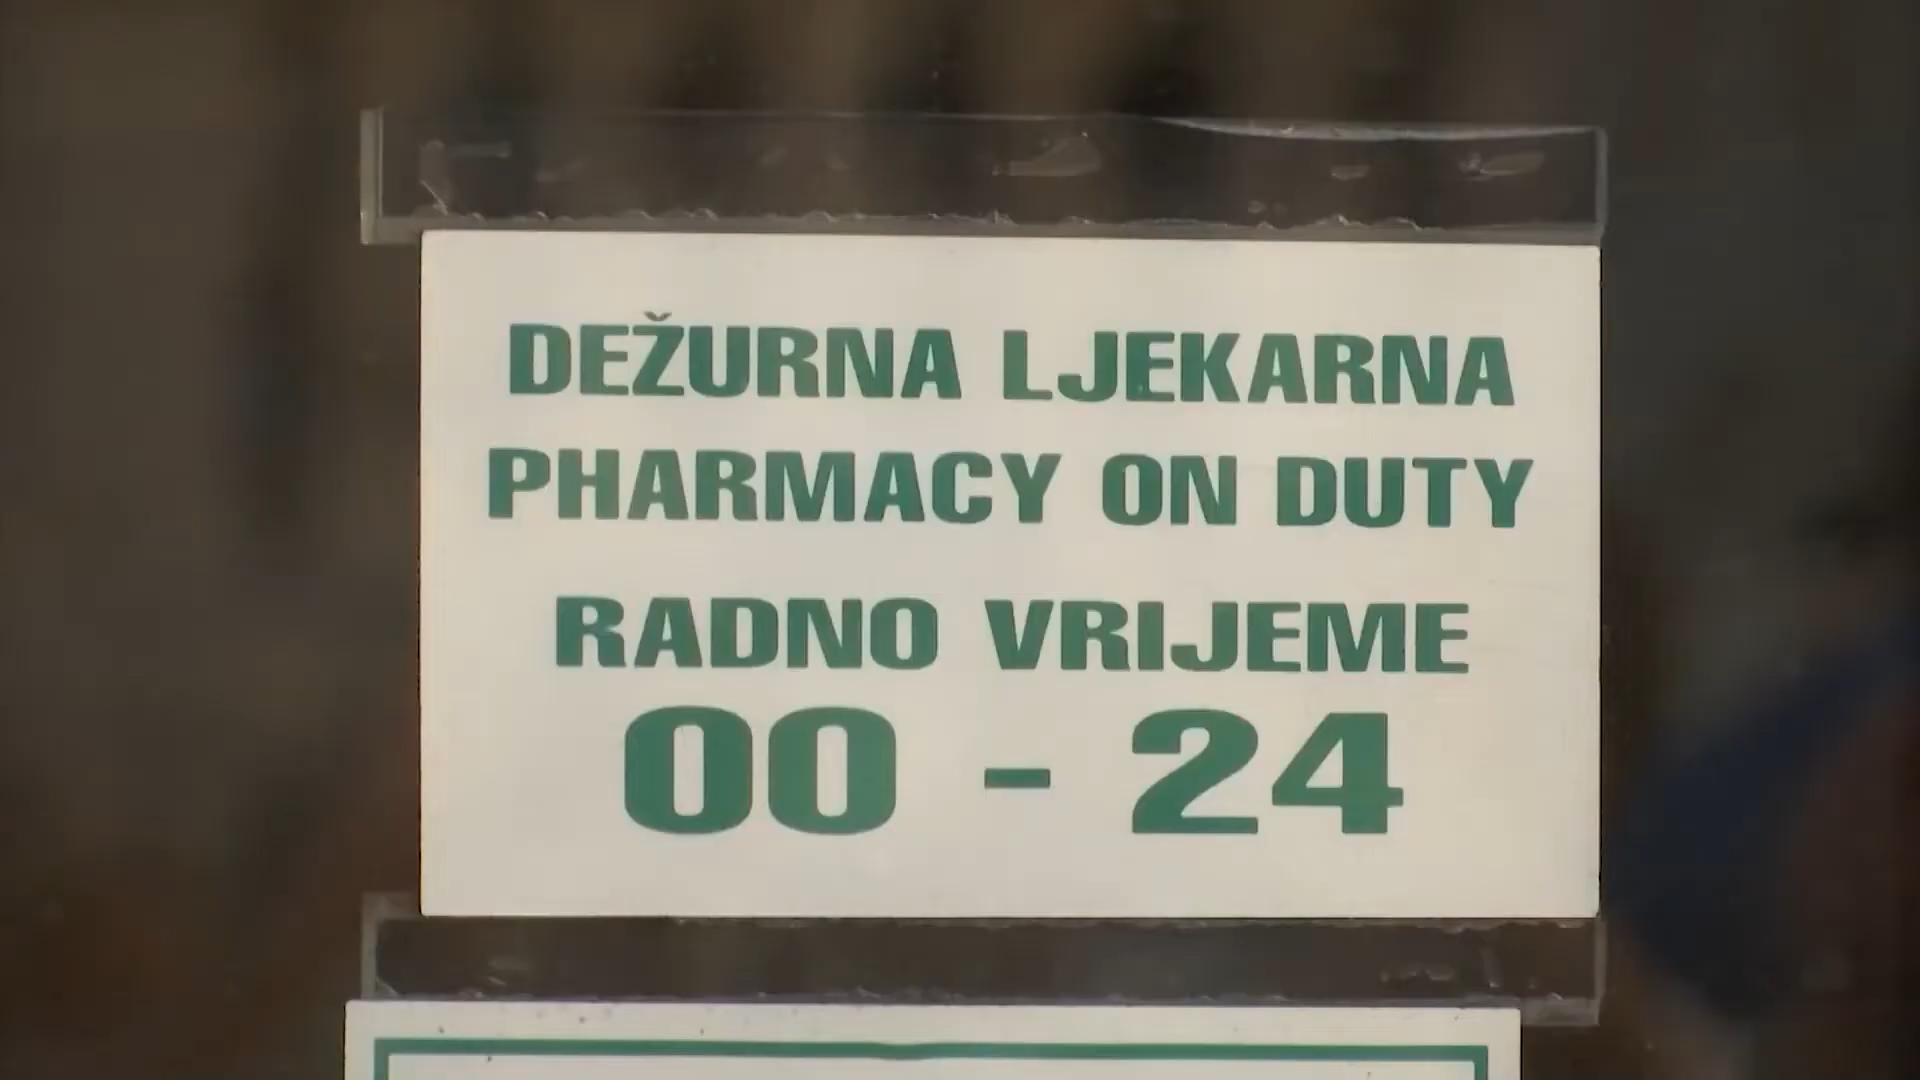 DEŽURNA LJEKARNA
PHARMACY ON DUTY
RADNO VRIJEME
00 - 24